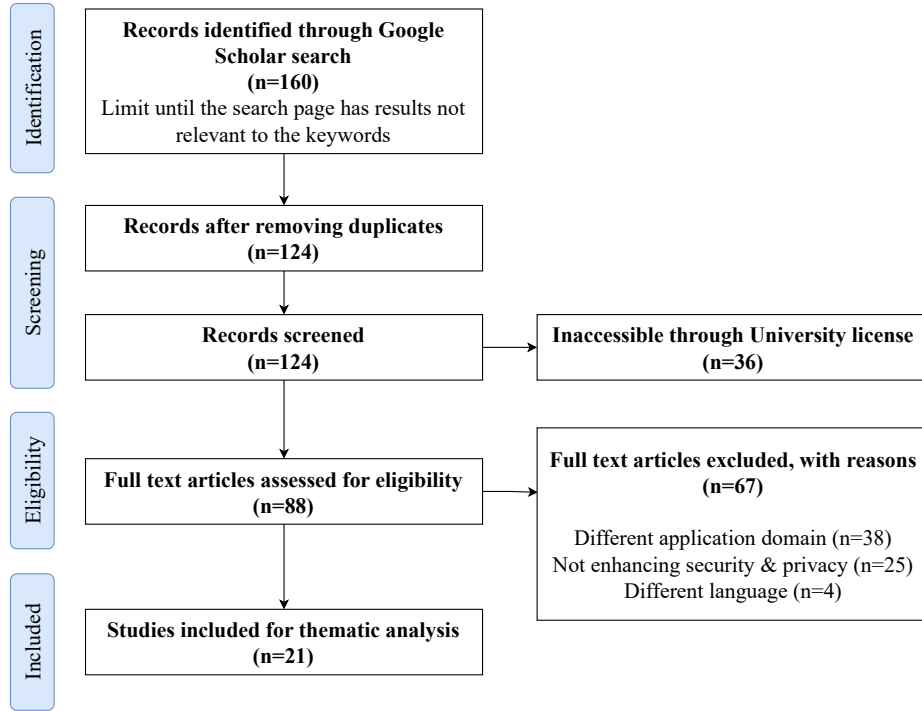 Identification
Records identified through Google
Scholar search
(n=160)
Limit until the search page has results not
relevant to the keywords
Screening
Records after removing duplicates
(n=124)
Records screened
(n=124)
Inaccessible through University license
(n=36)
Eligibility
Full text articles assessed for eligibility
(n=88)
Full text articles excluded, with reasons
(n=67)
Different application domain (n=38)
Not enhancing security & privacy (n=25)
Different language (n=4)
Included
Studies included for thematic analysis
(n=21)